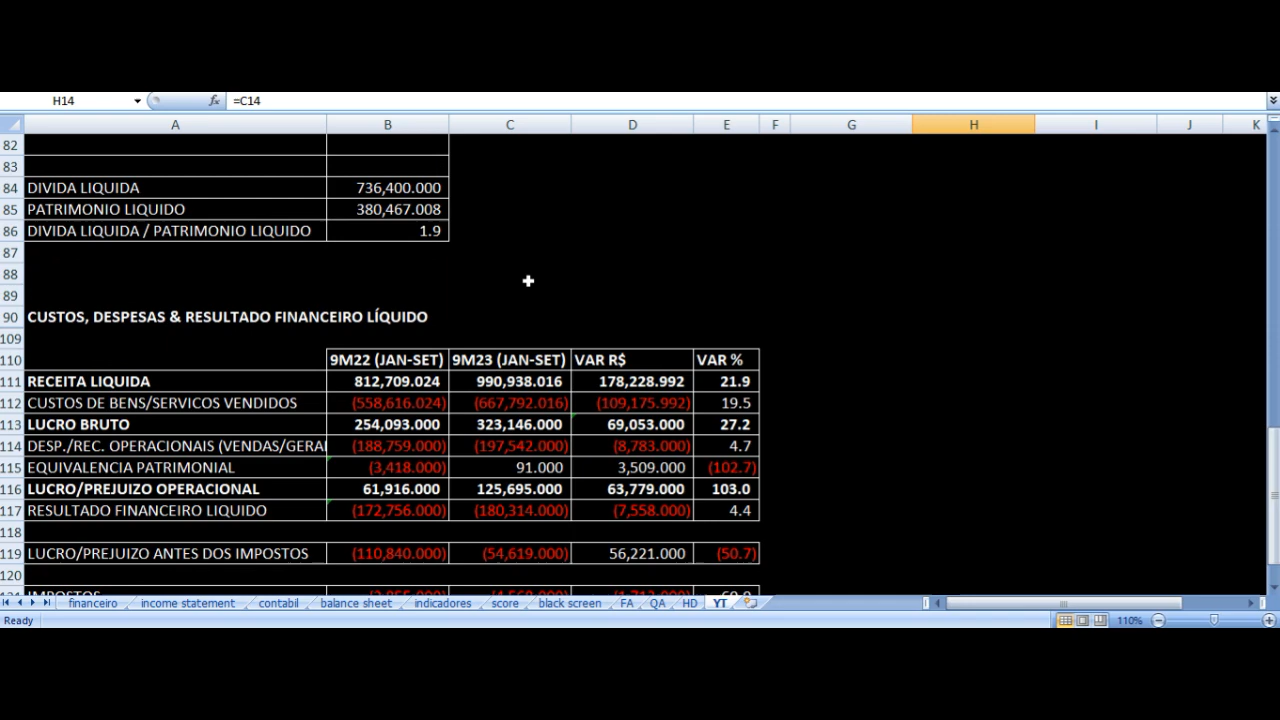 H14 fx =C14
A B C D E F G H I J K
82
83
84 DIVIDA LIQUIDA 736,400.000
85 PATRIMONIO LIQUIDO 380,467.008
86 DIVIDA LIQUIDA / PATRIMONIO LIQUIDO 1.9
87
88
89
90 CUSTOS, DESPESAS & RESULTADO FINANCEIRO LÍQUIDO
109
110 9M22 (JAN-SET) 9M23 (JAN-SET) VAR R$ VAR %
111 RECEITA LIQUIDA 812,709.024 990,938.016 178,228.992 21.9
112 CUSTOS DE BENS/SERVICOS VENDIDOS (558,616.024) (667,792.016) (109,175.992) 19.5
113 LUCRO BRUTO 254,093.000 323,146.000 69,053.000 27.2
114 DESP./REC. OPERACIONAIS (VENDAS/GERAI (188,759.000) (197,542.000) (8,783.000) 4.7
115 EQUIVALENCIA PATRIMONIAL (3,418.000) 91.000 3,509.000 (102.7)
116 LUCRO/PREJUIZO OPERACIONAL 61,916.000 125,695.000 63,779.000 103.0
117 RESULTADO FINANCEIRO LIQUIDO (172,756.000) (180,314.000) (7,558.000) 4.4
118
119 LUCRO/PREJUIZO ANTES DOS IMPOSTOS (110,840.000) (54,619.000) 56,221.000 (50.7)
120
121 IMPOSTOS
financeiro income statement contabil balance sheet indicadores score black screen FA QA HD YT
Ready 110%